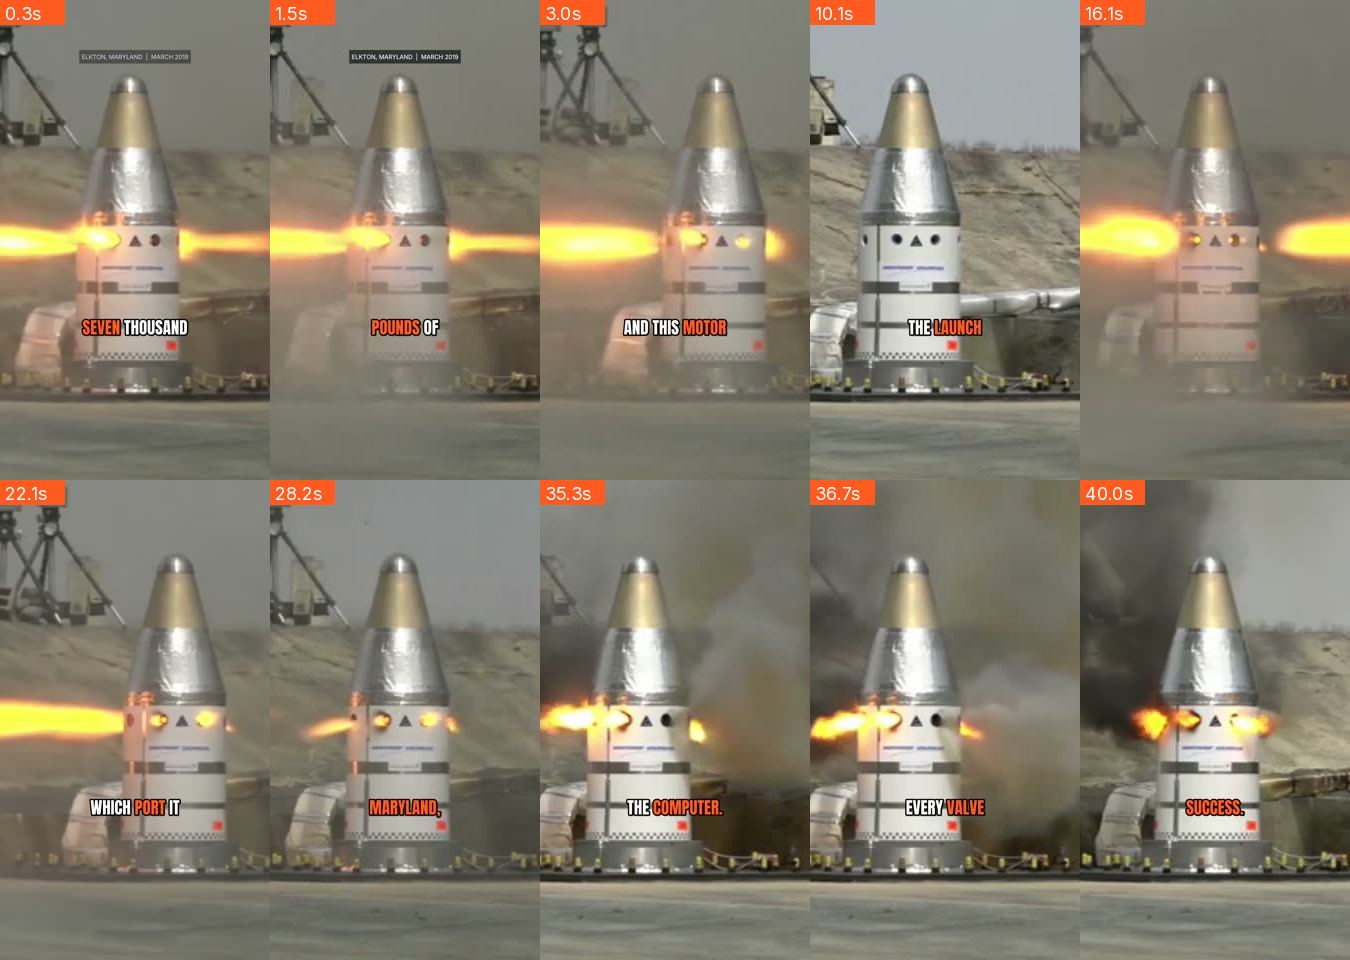 0.3s
ELKTON, MARYLAND | MARCH 2019
SEVEN THOUSAND
1.5s
ELKTON, MARYLAND | MARCH 2019
POUNDS OF
3.0s
AND THIS MOTOR
10.1s
THE LAUNCH
16.1s
22.1s
WHICH PORT IT
28.2s
MARYLAND,
35.3s
THE COMPUTER.
36.7s
EVERY VALVE
40.0s
SUCCESS.